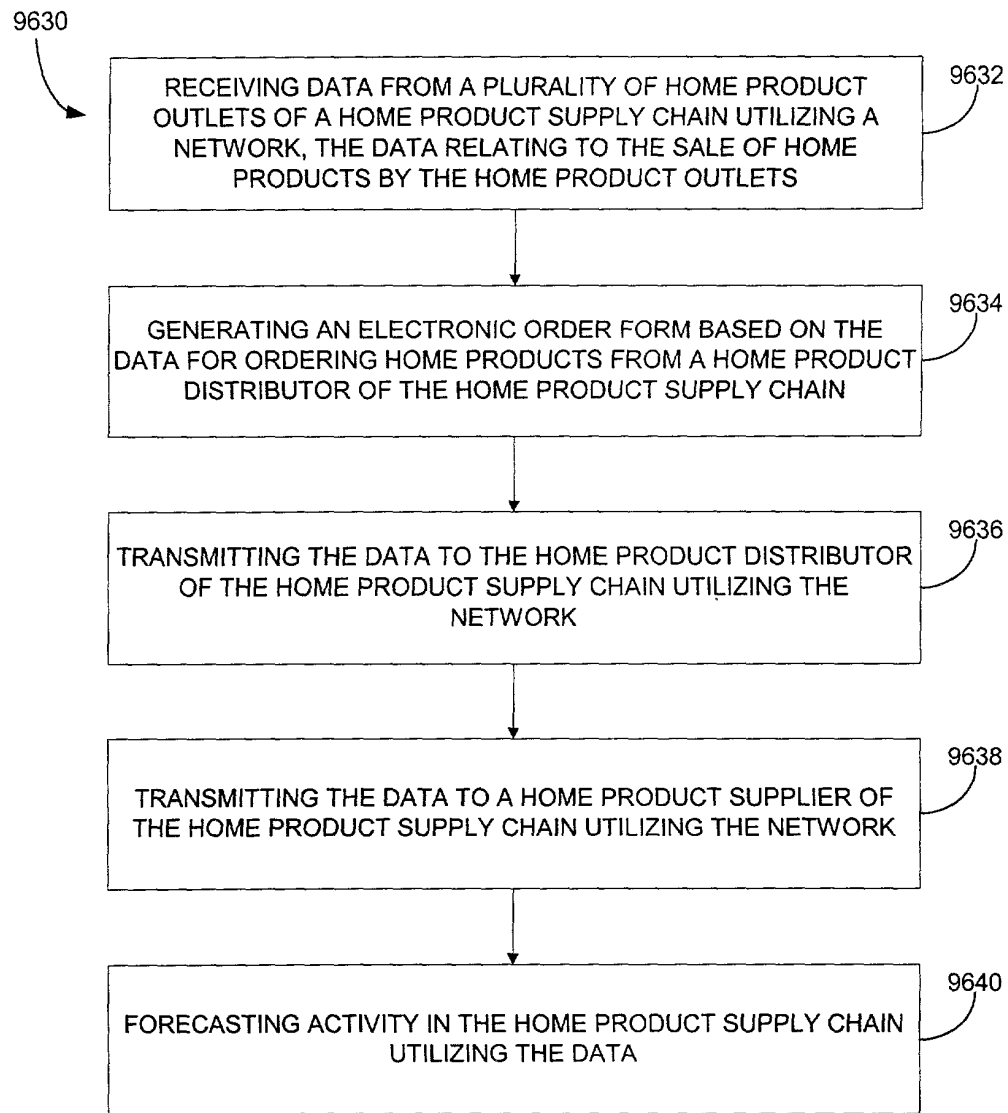 9630
RECEIVING DATA FROM A PLURALITY OF HOME PRODUCT
OUTLETS OF A HOME PRODUCT SUPPLY CHAIN UTILIZING A
NETWORK, THE DATA RELATING TO THE SALE OF HOME
PRODUCTS BY THE HOME PRODUCT OUTLETS
9632
GENERATING AN ELECTRONIC ORDER FORM BASED ON THE
DATA FOR ORDERING HOME PRODUCTS FROM A HOME PRODUCT
DISTRIBUTOR OF THE HOME PRODUCT SUPPLY CHAIN
9634
TRANSMITTING THE DATA TO THE HOME PRODUCT DISTRIBUTOR
OF THE HOME PRODUCT SUPPLY CHAIN UTILIZING THE
NETWORK
9636
TRANSMITTING THE DATA TO A HOME PRODUCT SUPPLIER OF
THE HOME PRODUCT SUPPLY CHAIN UTILIZING THE NETWORK
9638
FORECASTING ACTIVITY IN THE HOME PRODUCT SUPPLY CHAIN
UTILIZING THE DATA
9640